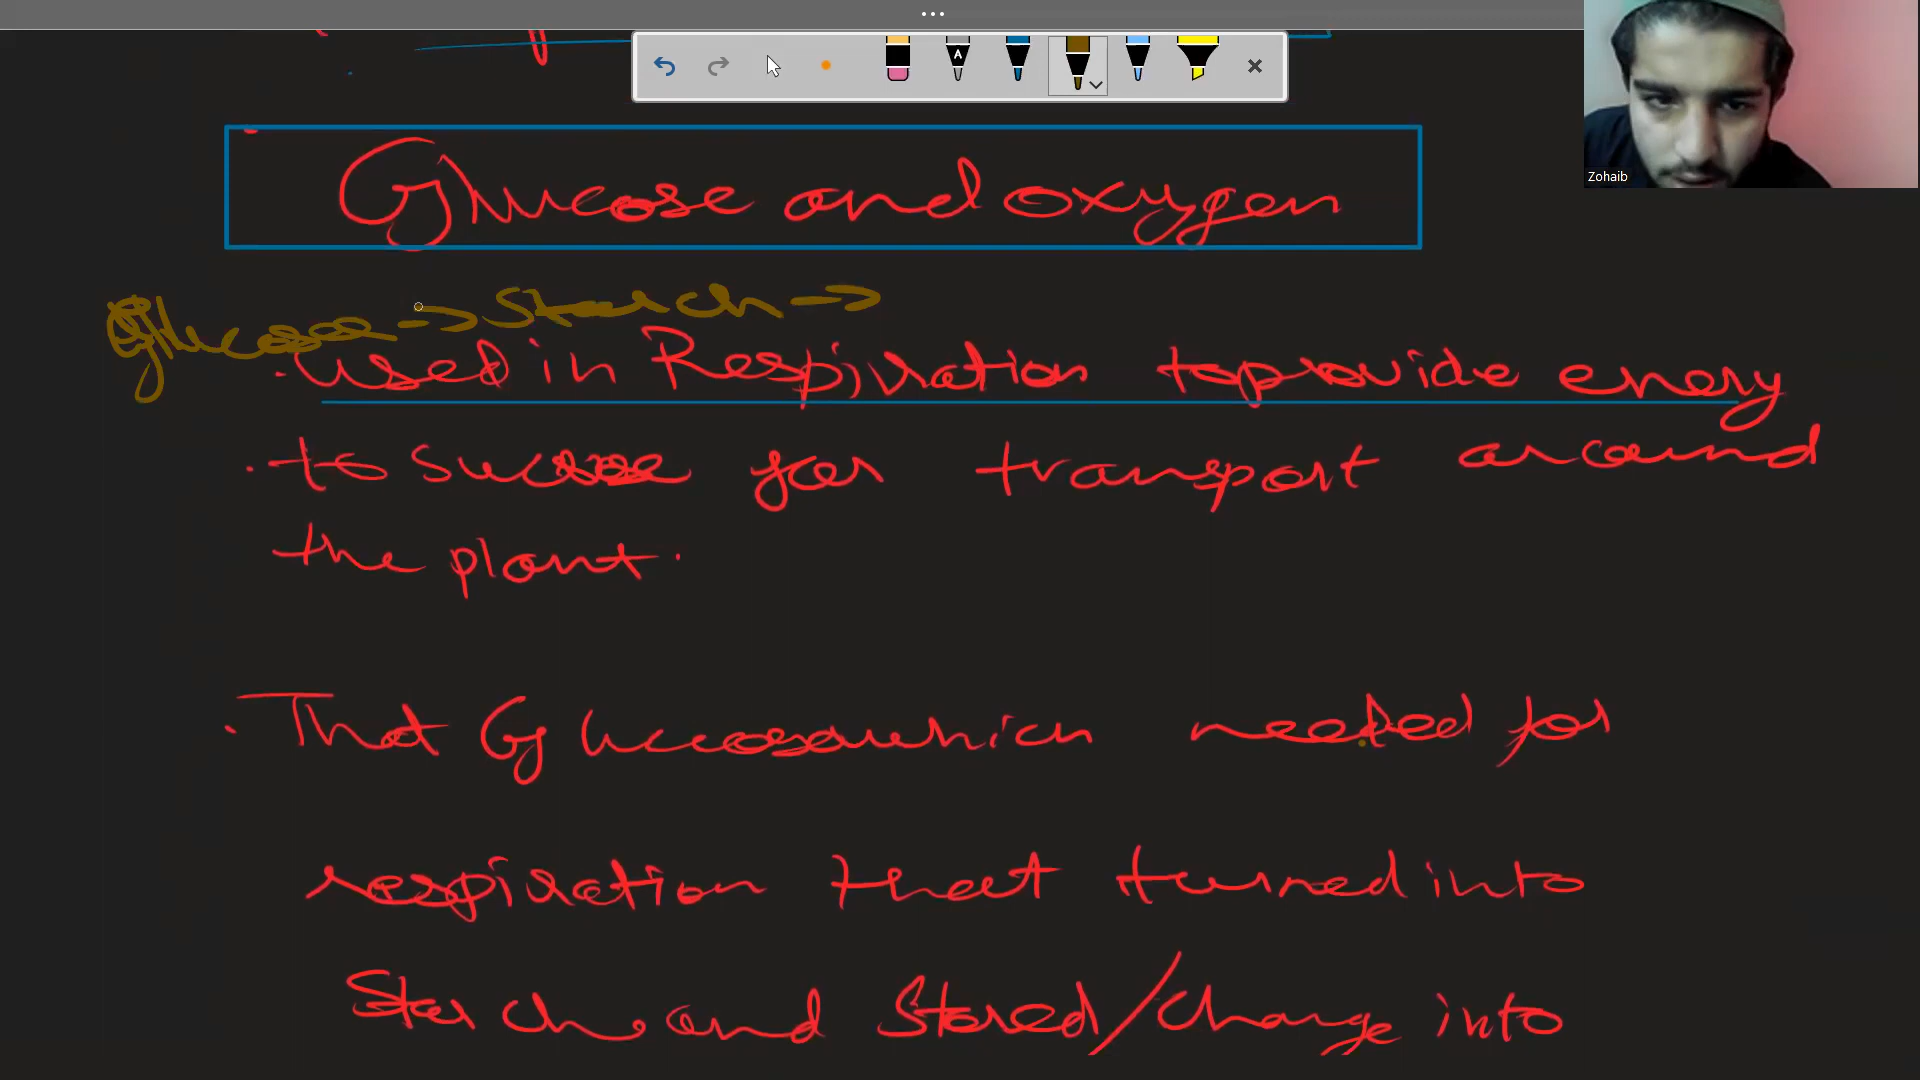 Zohaib
Glucose and oxygen
Glucose → Starch →
· used in Respiration to provide enery
· to sucrose for transport around
the plant.
· That Glucose which needed for
respiration that turned into
Starch and Stored/change into